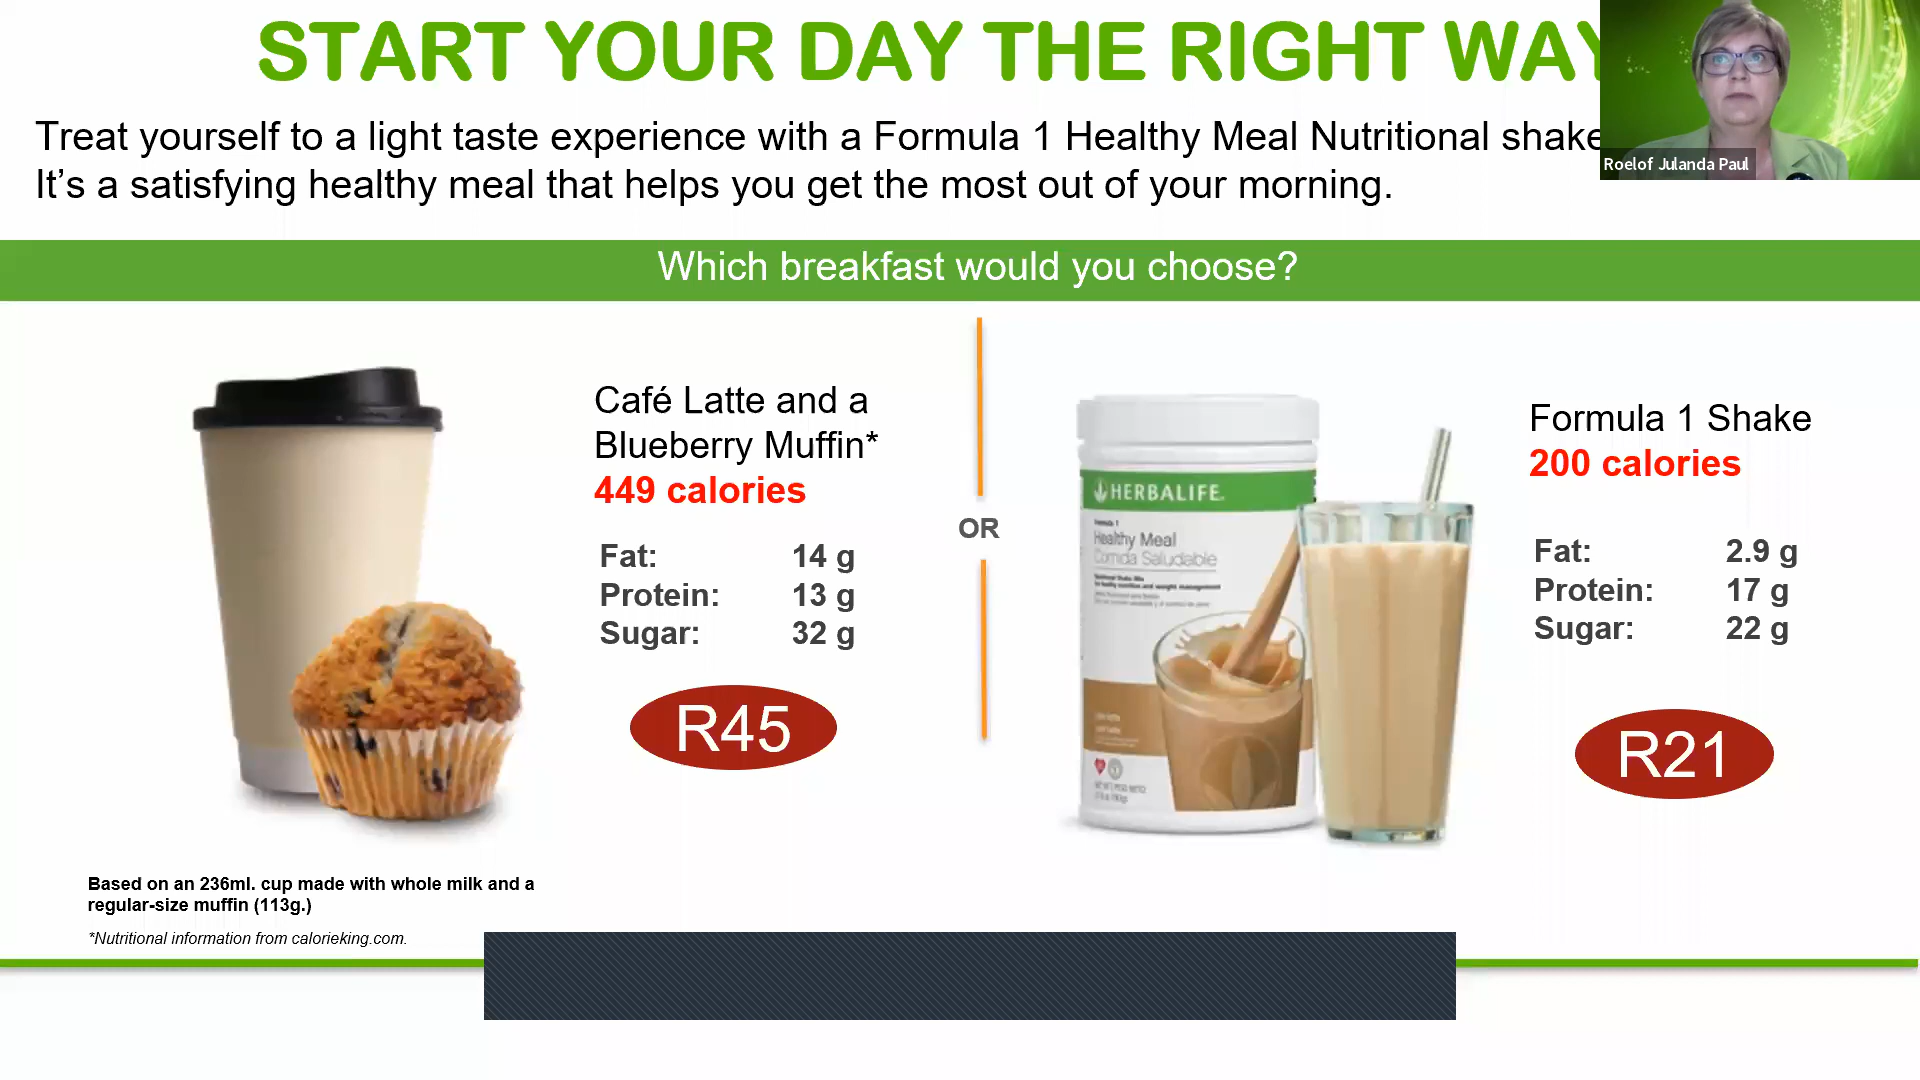 START YOUR DAY THE RIGHT WAY
Treat yourself to a light taste experience with a Formula 1 Healthy Meal Nutritional shake
It’s a satisfying healthy meal that helps you get the most out of your morning.
Roelof Julanda Paul
Which breakfast would you choose?
Café Latte and a
Blueberry Muffin*
449 calories
Fat: 14 g
Protein: 13 g
Sugar: 32 g
R45
OR
HERBALIFE
Formula 1
Healthy Meal
Comida Saludable
Formula 1 Shake
200 calories
Fat: 2.9 g
Protein: 17 g
Sugar: 22 g
R21
Based on an 236ml. cup made with whole milk and a
regular-size muffin (113g.)
*Nutritional information from calorieking.com.